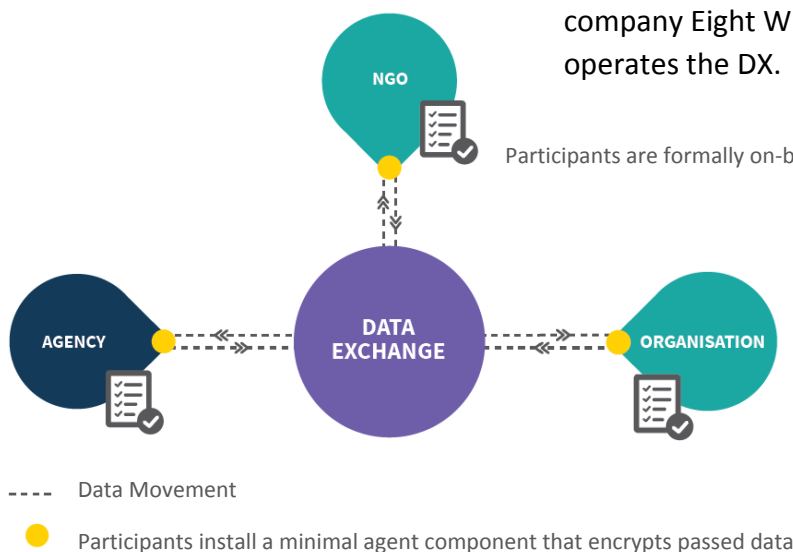 company Eight W
operates the DX.
NGO
Participants are formally on-b
AGENCY
DATA
EXCHANGE
ORGANISATION
Data Movement
Participants install a minimal agent component that encrypts passed data